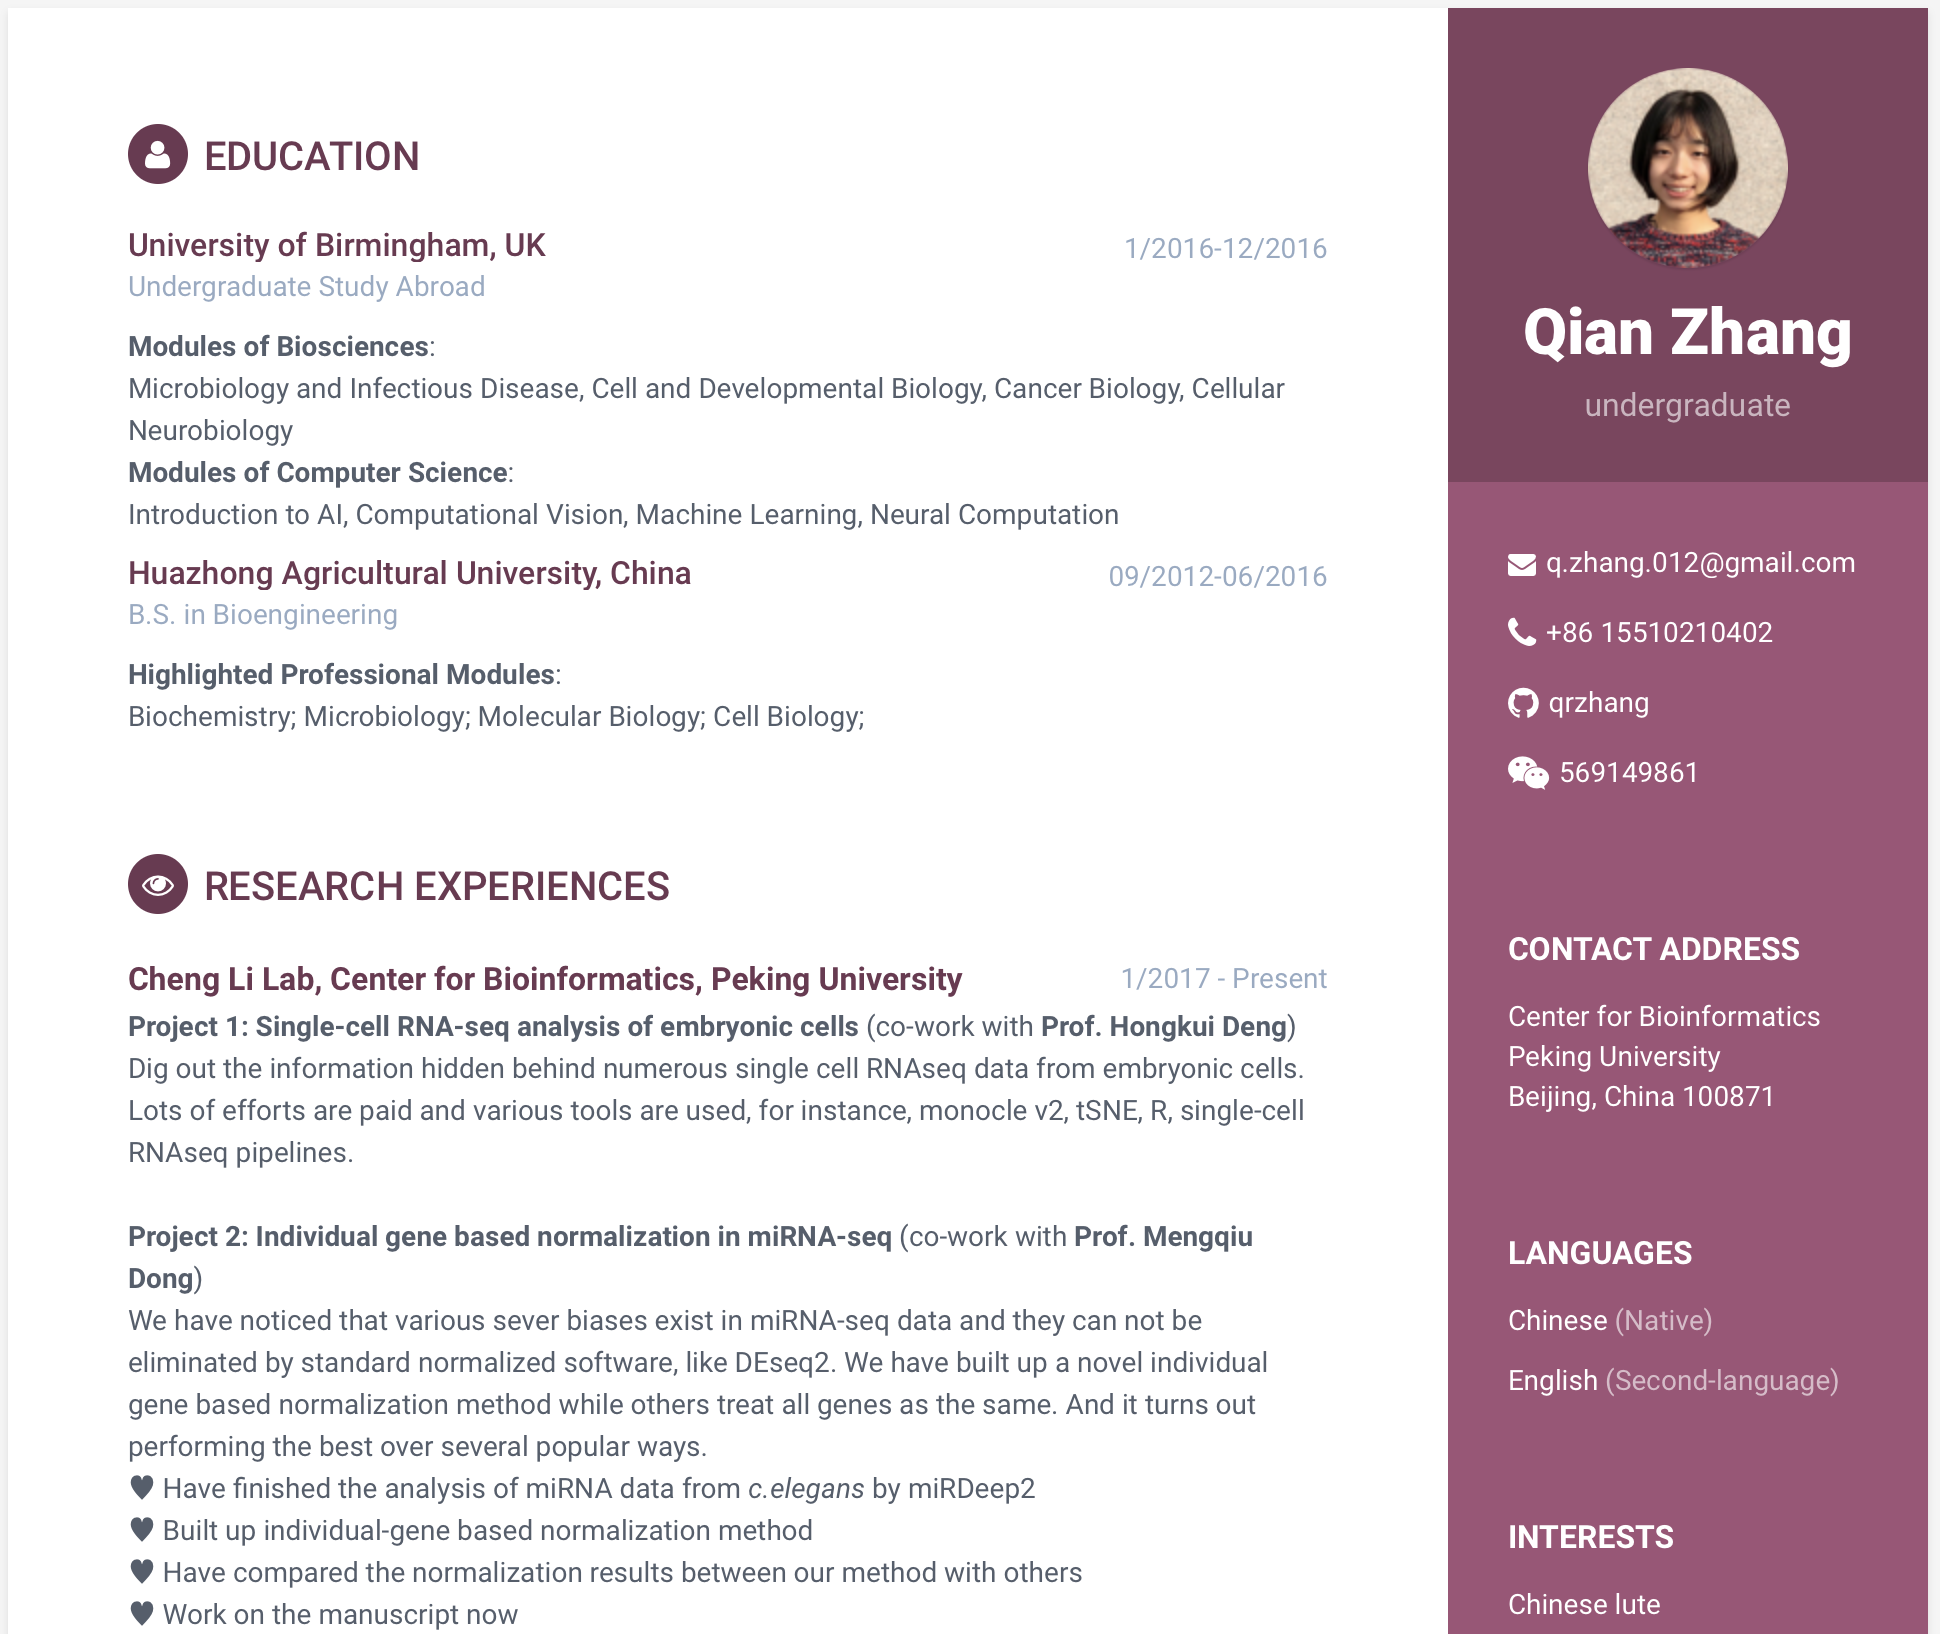 EDUCATION
University of Birmingham, UK
1/2016-12/2016
Undergraduate Study Abroad
Modules of Biosciences:
Microbiology and Infectious Disease, Cell and Developmental Biology, Cancer Biology, Cellular
Neurobiology
Modules of Computer Science:
Introduction to AI, Computational Vision, Machine Learning, Neural Computation
Huazhong Agricultural University, China
09/2012-06/2016
B.S. in Bioengineering
Highlighted Professional Modules:
Biochemistry; Microbiology; Molecular Biology; Cell Biology;
RESEARCH EXPERIENCES
Cheng Li Lab, Center for Bioinformatics, Peking University
1/2017 - Present
Project 1: Single-cell RNA-seq analysis of embryonic cells (co-work with Prof. Hongkui Deng)
Dig out the information hidden behind numerous single cell RNAseq data from embryonic cells.
Lots of efforts are paid and various tools are used, for instance, monocle v2, tSNE, R, single-cell
RNAseq pipelines.
Project 2: Individual gene based normalization in miRNA-seq (co-work with Prof. Mengqiu
Dong)
We have noticed that various sever biases exist in miRNA-seq data and they can not be
eliminated by standard normalized software, like DEseq2. We have built up a novel individual
gene based normalization method while others treat all genes as the same. And it turns out
performing the best over several popular ways.
♥ Have finished the analysis of miRNA data from c.elegans by miRDeep2
♥ Built up individual-gene based normalization method
♥ Have compared the normalization results between our method with others
♥ Work on the manuscript now
Qian Zhang
undergraduate
q.zhang.012@gmail.com
+86 15510210402
qrzhang
569149861
CONTACT ADDRESS
Center for Bioinformatics
Peking University
Beijing, China 100871
LANGUAGES
Chinese (Native)
English (Second-language)
INTERESTS
Chinese lute